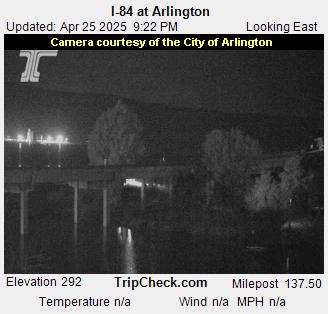 I-84 at Arlington
Updated: Apr 25 2025 9:22 PM Looking East
Camera courtesy of the City of Arlington
Elevation 292 TripCheck.com Milepost 137.50
Temperature n/a Wind n/a MPH n/a